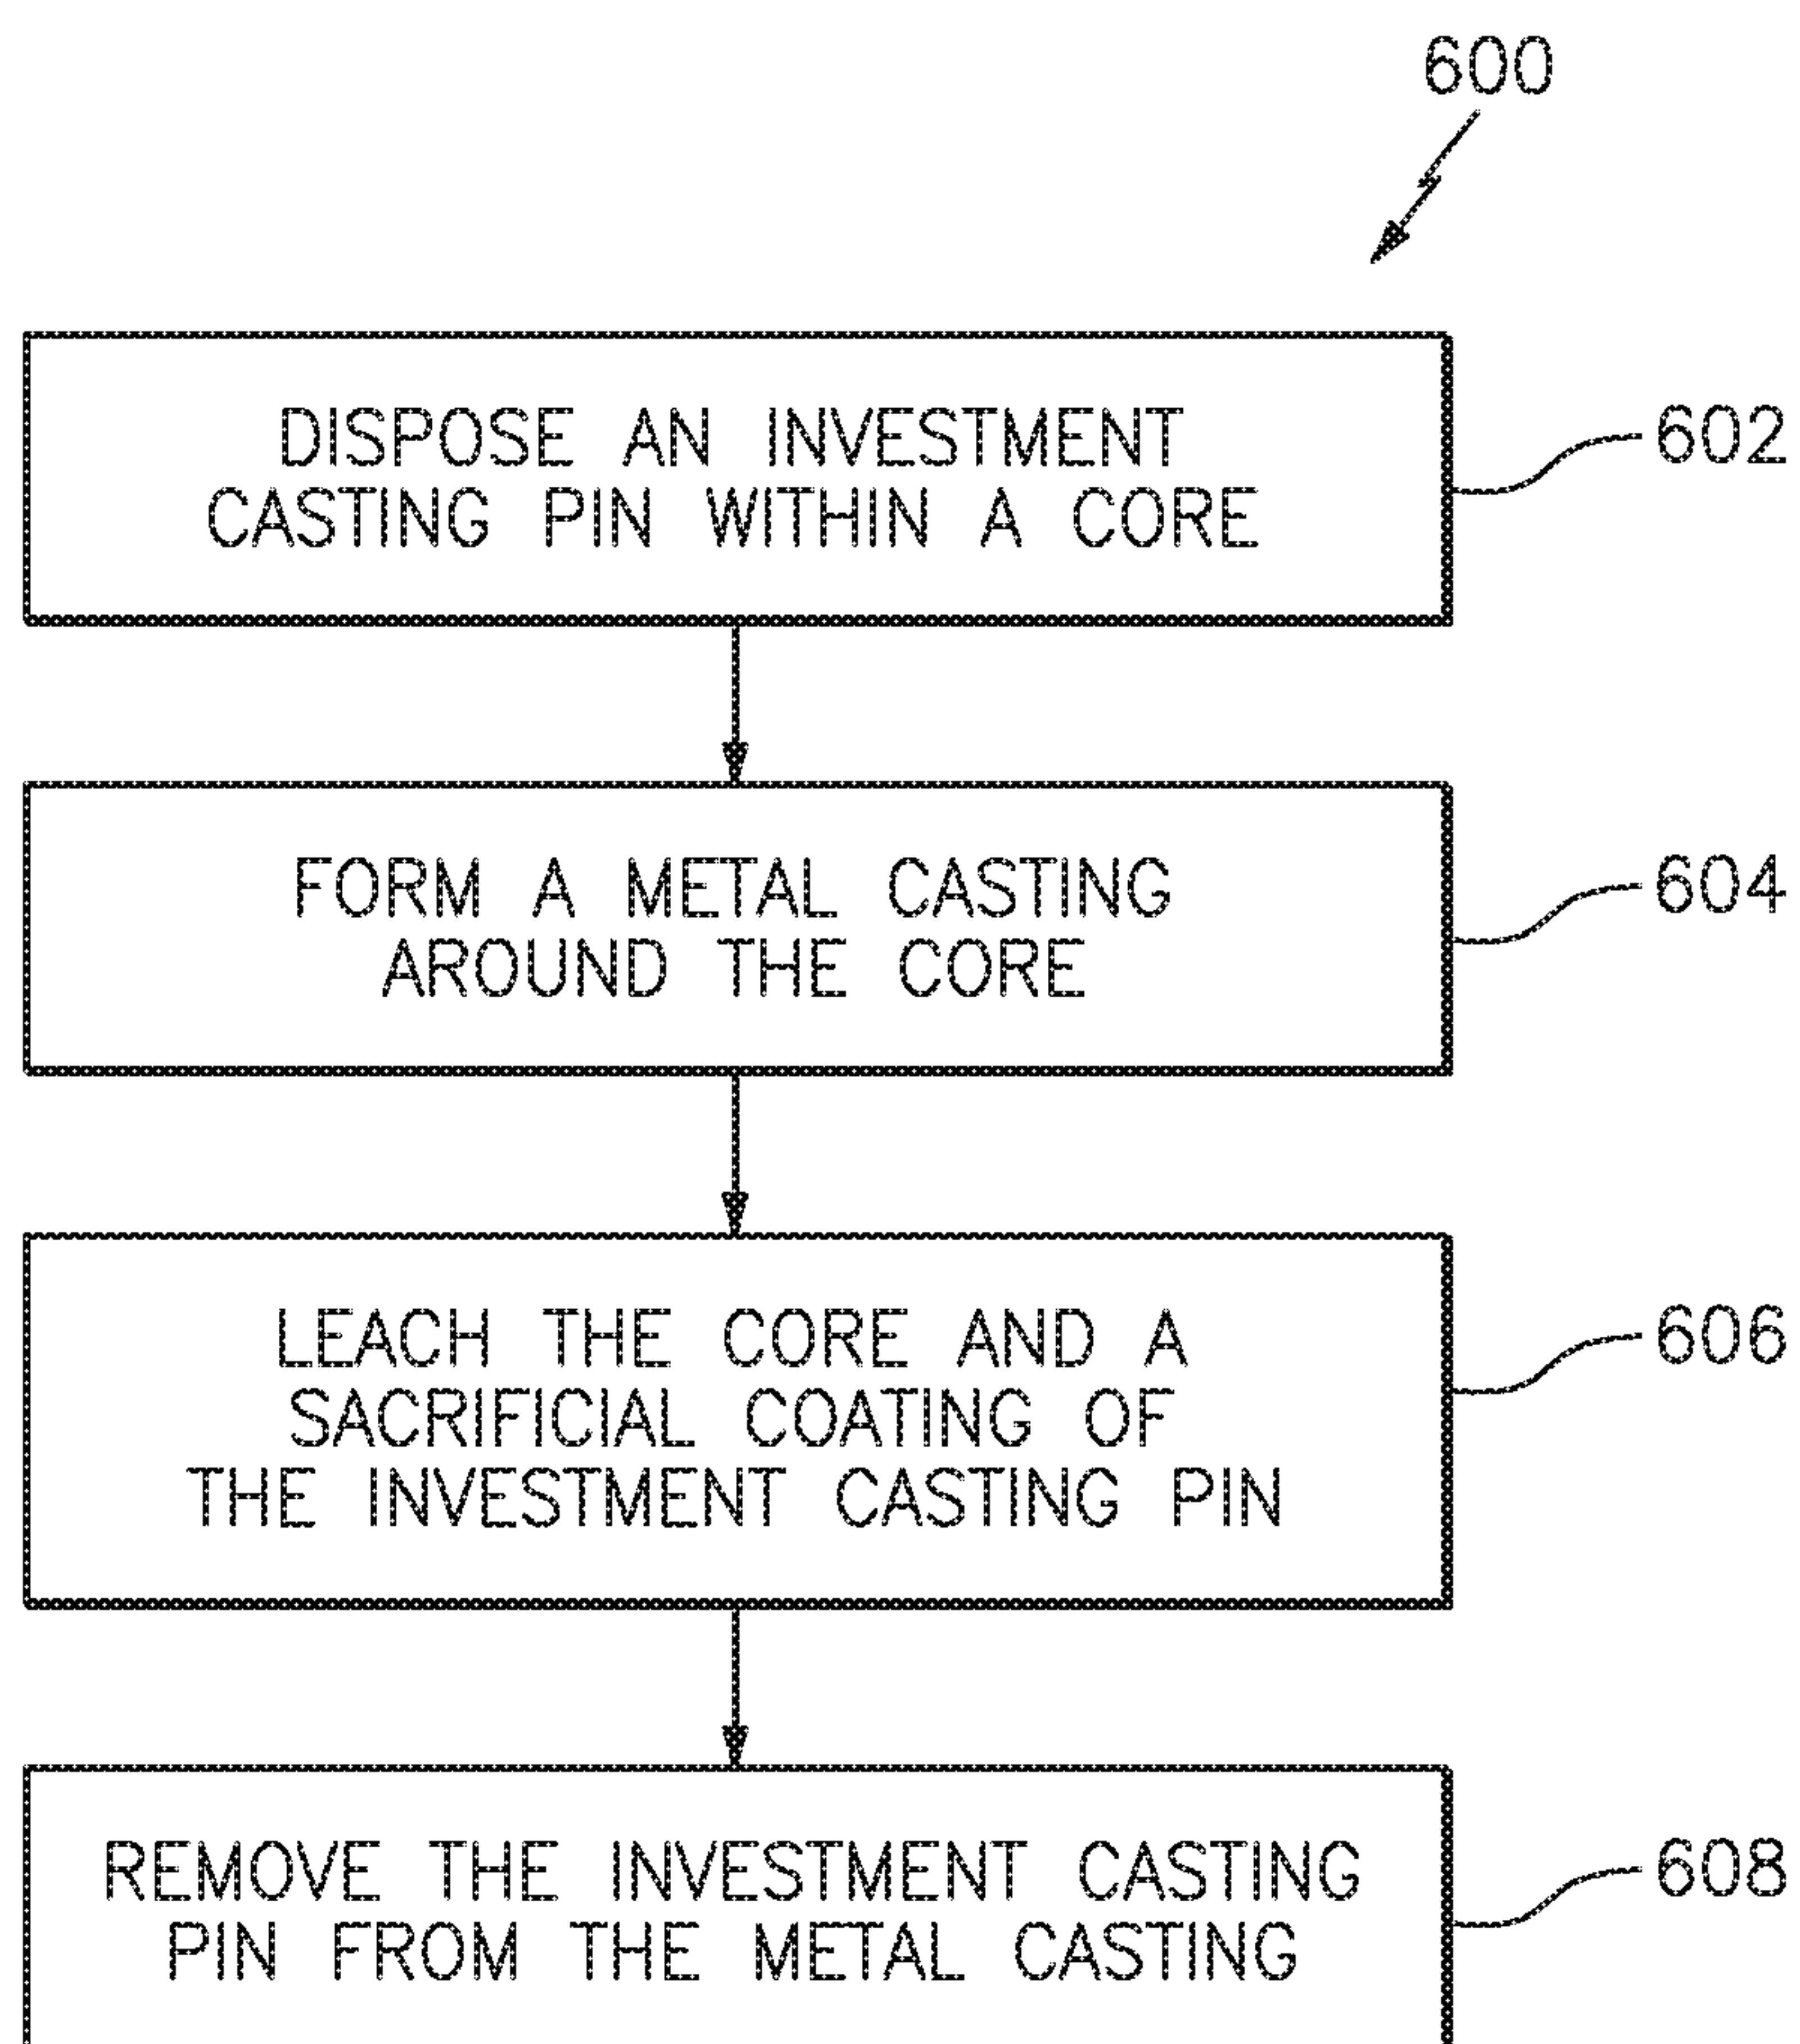 600
DISPOSE AN INVESTMENT
CASTING PIN WITHIN A CORE
602
FORM A METAL CASTING
AROUND THE CORE
604
LEACH THE CORE AND A
SACRIFICIAL COATING OF
THE INVESTMENT CASTING PIN
606
REMOVE THE INVESTMENT CASTING
PIN FROM THE METAL CASTING
608